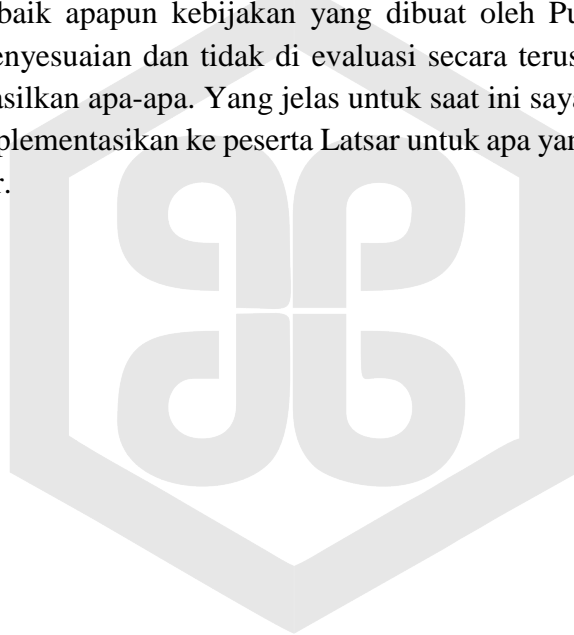 baik apapun kebijakan yang dibuat oleh Pu
enyesuaian dan tidak di evaluasi secara terus
asilkan apa-apa. Yang jelas untuk saat ini saya
plementasikan ke peserta Latsar untuk apa yan
r.